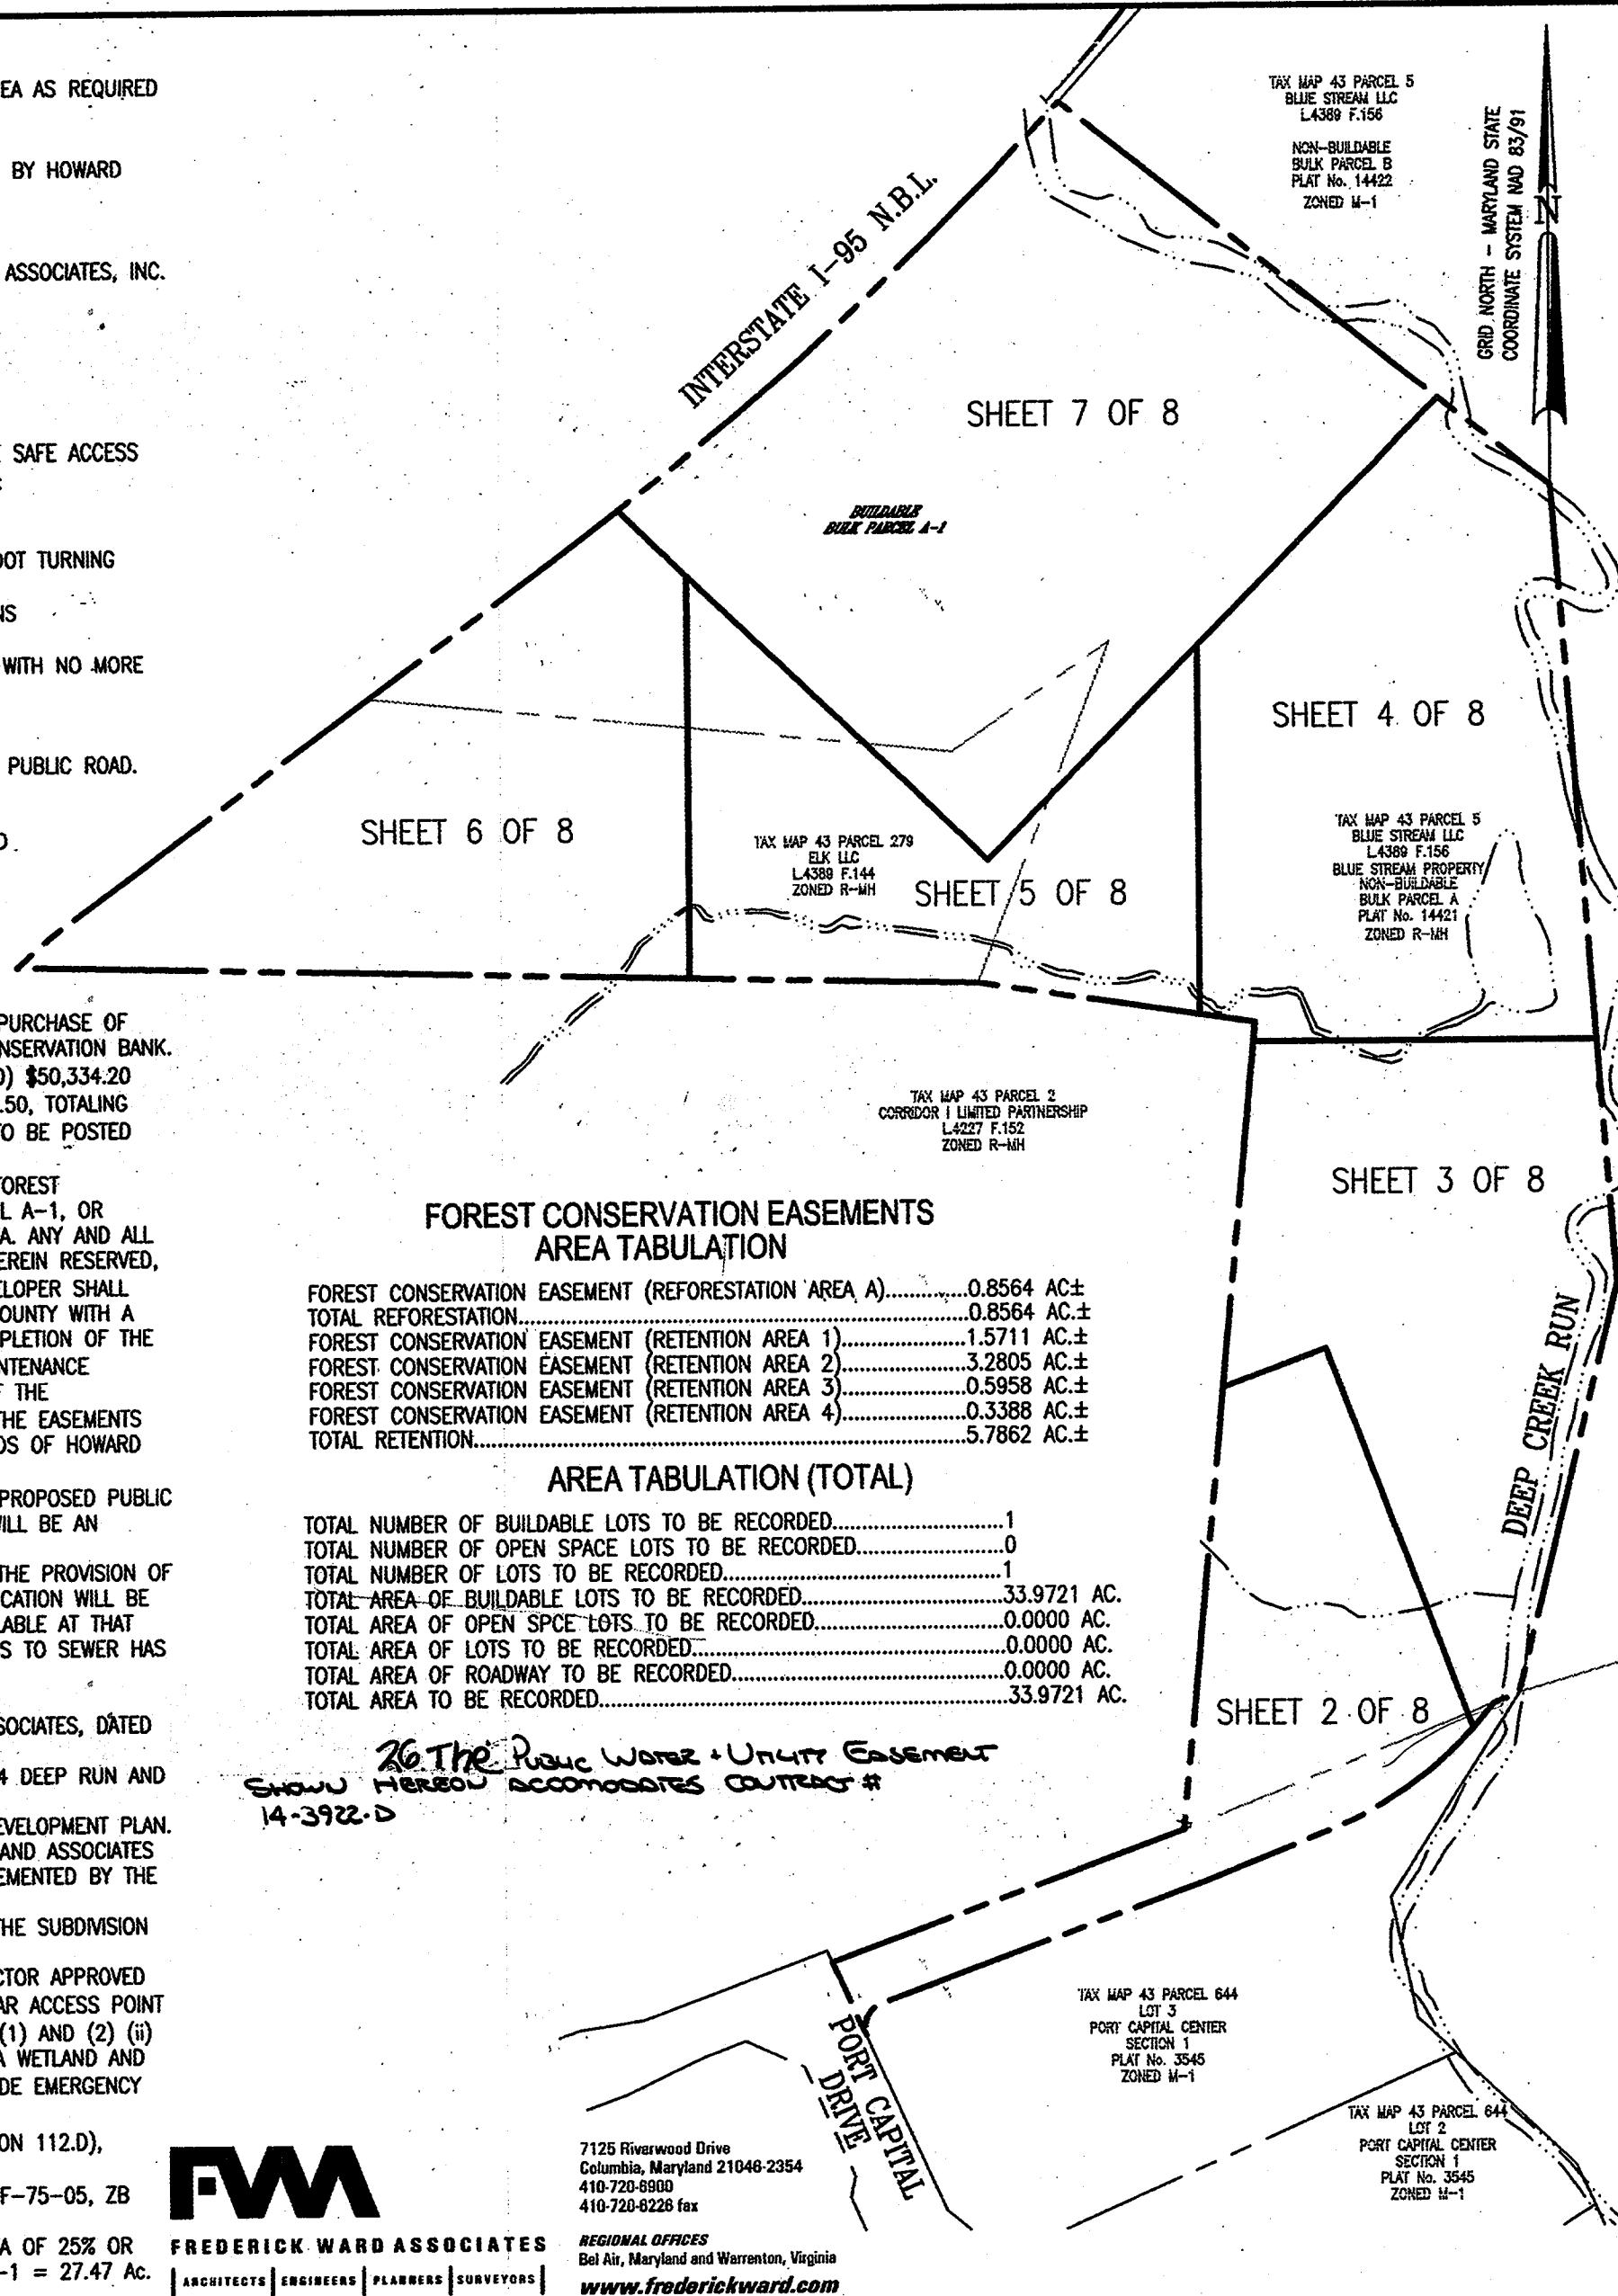 EA AS REQUIRED
BY HOWARD
ASSOCIATES, INC.
SAFE ACCESS
OOT TURNING
NS
WITH NO MORE
PUBLIC ROAD.
D.
PURCHASE OF
NSERVATION BANK.
D) $50,334.20
.50, TOTALING
TO BE POSTED
FOREST
L A-1, OR
A. ANY AND ALL
EREIN RESERVED,
ELOPER SHALL
OUNTY WITH A
PLETION OF THE
NTENANCE
THE
THE EASEMENTS
DS OF HOWARD
PROPOSED PUBLIC
WILL BE AN
THE PROVISION OF
CATION WILL BE
LABLE AT THAT
S TO SEWER HAS
SOCIATES, DATED
4 DEEP RUN AND
EVELOPMENT PLAN.
AND ASSOCIATES
EMENTED BY THE
THE SUBDIVISION
CTOR APPROVED
AR ACCESS POINT
(1) AND (2) (ii)
A WETLAND AND
DE EMERGENCY
ON 112.D),
F-75-05, ZB
A OF 25% OR
-1 = 27.47 Ac.
INTERSTATE I-95 N.B.L.
TAX MAP 43 PARCEL 5
BLUE STREAM LLC
L4389 F.156
NON-BUILDABLE
BULK PARCEL B
PLAT No. 14422
ZONED M-1
GRID NORTH - MARYLAND STATE
COORDINATE SYSTEM NAD 83/91
N
SHEET 7 OF 8
BUILDABLE
BULK PARCEL A-1
SHEET 4 OF 8
SHEET 6 OF 8
TAX MAP 43 PARCEL 279
ELK LLC
L4389 F.144
ZONED R-MH
SHEET 5 OF 8
TAX MAP 43 PARCEL 5
BLUE STREAM LLC
L4389 F.156
BLUE STREAM PROPERTY
NON-BUILDABLE
BULK PARCEL A
PLAT No. 14421
ZONED R-MH
TAX MAP 43 PARCEL 2
CORRIDOR I LIMITED PARTNERSHIP
L4227 F.152
ZONED R-MH
SHEET 3 OF 8
FOREST CONSERVATION EASEMENTS
AREA TABULATION
FOREST CONSERVATION EASEMENT (REFORESTATION AREA A)..............0.8564 AC±
TOTAL REFORESTATION..............0.8564 AC.±
FOREST CONSERVATION EASEMENT (RETENTION AREA 1)..............1.5711 AC.±
FOREST CONSERVATION EASEMENT (RETENTION AREA 2)..............3.2805 AC.±
FOREST CONSERVATION EASEMENT (RETENTION AREA 3)..............0.5958 AC.±
FOREST CONSERVATION EASEMENT (RETENTION AREA 4)..............0.3388 AC.±
TOTAL RETENTION..............5.7862 AC.±
AREA TABULATION (TOTAL)
TOTAL NUMBER OF BUILDABLE LOTS TO BE RECORDED..............1
TOTAL NUMBER OF OPEN SPACE LOTS TO BE RECORDED..............0
TOTAL NUMBER OF LOTS TO BE RECORDED..............1
TOTAL AREA OF BUILDABLE LOTS TO BE RECORDED..............33.9721 AC.
TOTAL AREA OF OPEN SPCE LOTS TO BE RECORDED..............0.0000 AC.
TOTAL AREA OF LOTS TO BE RECORDED..............0.0000 AC.
TOTAL AREA OF ROADWAY TO BE RECORDED..............0.0000 AC.
TOTAL AREA TO BE RECORDED..............33.9721 AC.
26. The Public Water + Utility Easement
Shown Hereon accomodates contract #
14-3922-D
DEEP CREEK RUN
SHEET 2 OF 8
PORT CAPITAL
DRIVE
TAX MAP 43 PARCEL 644
LOT 3
PORT CAPITAL CENTER
SECTION 1
PLAT No. 3545
ZONED M-1
TAX MAP 43 PARCEL 644
LOT 2
PORT CAPITAL CENTER
SECTION 1
PLAT No. 3545
ZONED M-1
FWA
FREDERICK WARD ASSOCIATES
ARCHITECTS ENGINEERS PLANNERS SURVEYORS
7125 Riverwood Drive
Columbia, Maryland 21046-2354
410-720-6900
410-720-6226 fax
REGIONAL OFFICES
Bel Air, Maryland and Warrenton, Virginia
www.frederickward.com